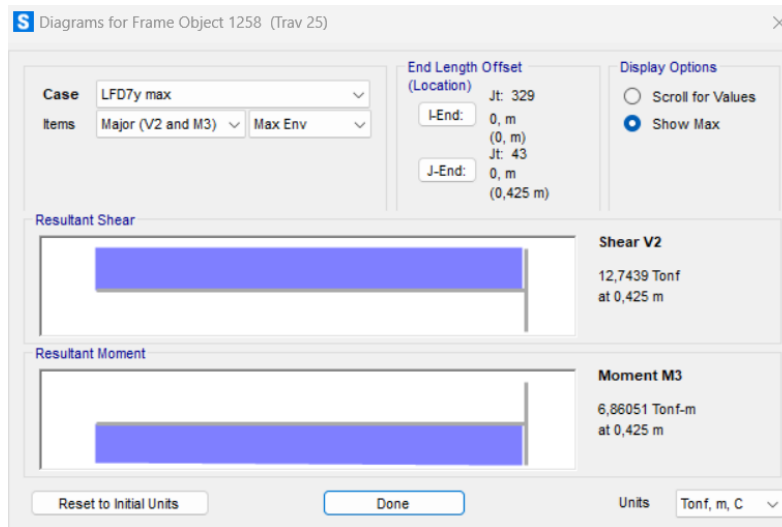 S Diagrams for Frame Object 1258 (Trav 25)
Case LFD7y max
Items Major (V2 and M3) Max Env
End Length Offset
(Location)
I-End:
Jt: 329
0, m
(0, m)
J-End:
Jt: 43
0, m
(0,425 m)
Display Options
Scroll for Values
Show Max
Resultant Shear
Shear V2
12,7439 Tonf
at 0,425 m
Resultant Moment
Moment M3
6,86051 Tonf-m
at 0,425 m
Reset to Initial Units
Done
Units Tonf, m, C